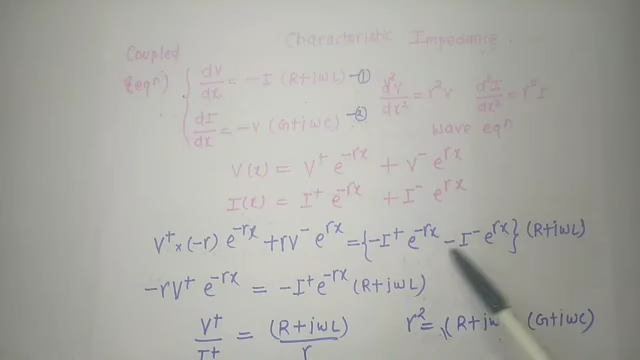 Characteristic Impedance
Coupled
Eqn)
dV/dx = -I (R+jωL) -①
dI/dx = -V (G+jωC) -②
d²V/dx² = r²V d²I/dx² = r²I
wave eqn
V(x) = V⁺ e^-rx + V⁻ e^rx
I(x) = I⁺ e^-rx + I⁻ e^rx
V⁺ × (-r) e^-rx + rV⁻ e^rx = {-I⁺ e^-rx - I⁻ e^rx} (R+jωL)
-rV⁺ e^-rx = -I⁺ e^-rx (R+jωL)
V⁺/I⁺ = (R+jωL)/r r² = (R+jω (G+jωC)